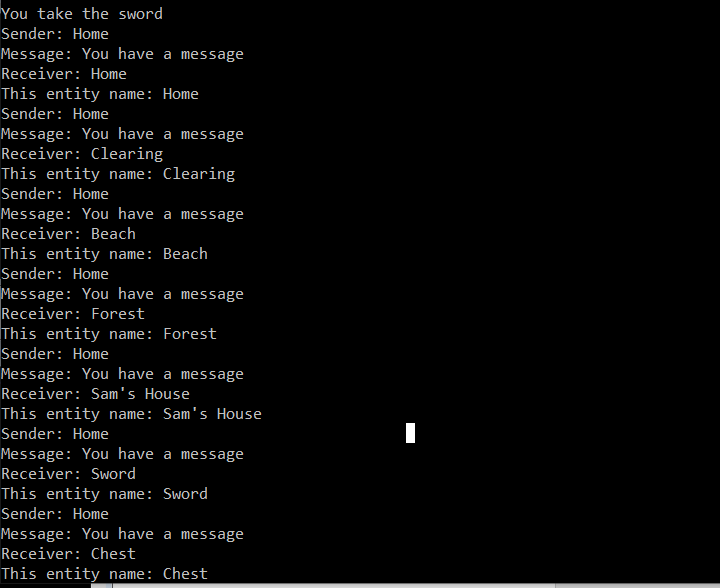 You take the sword
Sender: Home
Message: You have a message
Receiver: Home
This entity name: Home
Sender: Home
Message: You have a message
Receiver: Clearing
This entity name: Clearing
Sender: Home
Message: You have a message
Receiver: Beach
This entity name: Beach
Sender: Home
Message: You have a message
Receiver: Forest
This entity name: Forest
Sender: Home
Message: You have a message
Receiver: Sam's House
This entity name: Sam's House
Sender: Home
Message: You have a message
Receiver: Sword
This entity name: Sword
Sender: Home
Message: You have a message
Receiver: Chest
This entity name: Chest